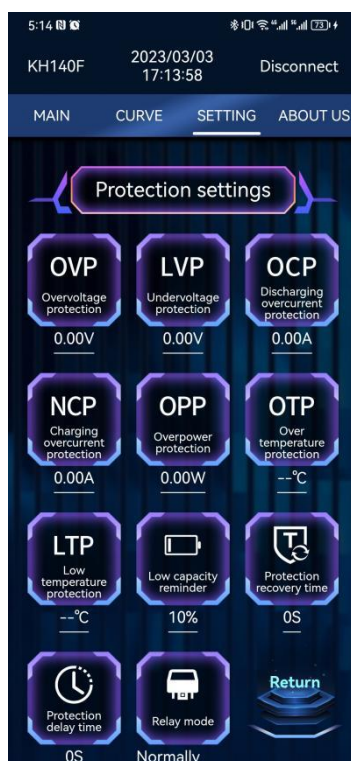 5:14
73
KH140F
2023/03/03
17:13:58
Disconnect
MAIN CURVE SETTING ABOUT US
Protection settings
OVP
Overvoltage
protection
0.00V
LVP
Undervoltage
protection
0.00V
OCP
Discharging
overcurrent
protection
0.00A
NCP
Charging
overcurrent
protection
0.00A
OPP
Overpower
protection
0.00W
OTP
Over
temperature
protection
--°C
LTP
Low
temperature
protection
--°C
Low capacity
reminder
10%
T
Protection
recovery time
0S
Protection
delay time
0S
Relay mode
Normally
Return